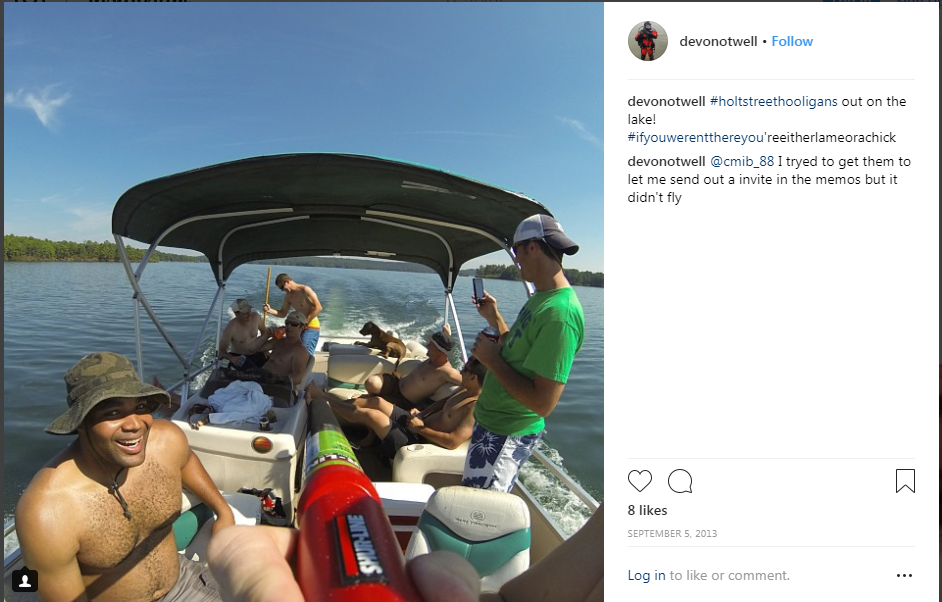 devonotwell • Follow
devonotwell #holtstreethooligans out on the
lake!
#ifyouwerentthereyou'reeitherlameorachick
devonotwell @cmib_88 I tryed to get them to
let me send out a invite in the memos but it
didn't fly
8 likes
SEPTEMBER 5, 2013
Log in to like or comment.